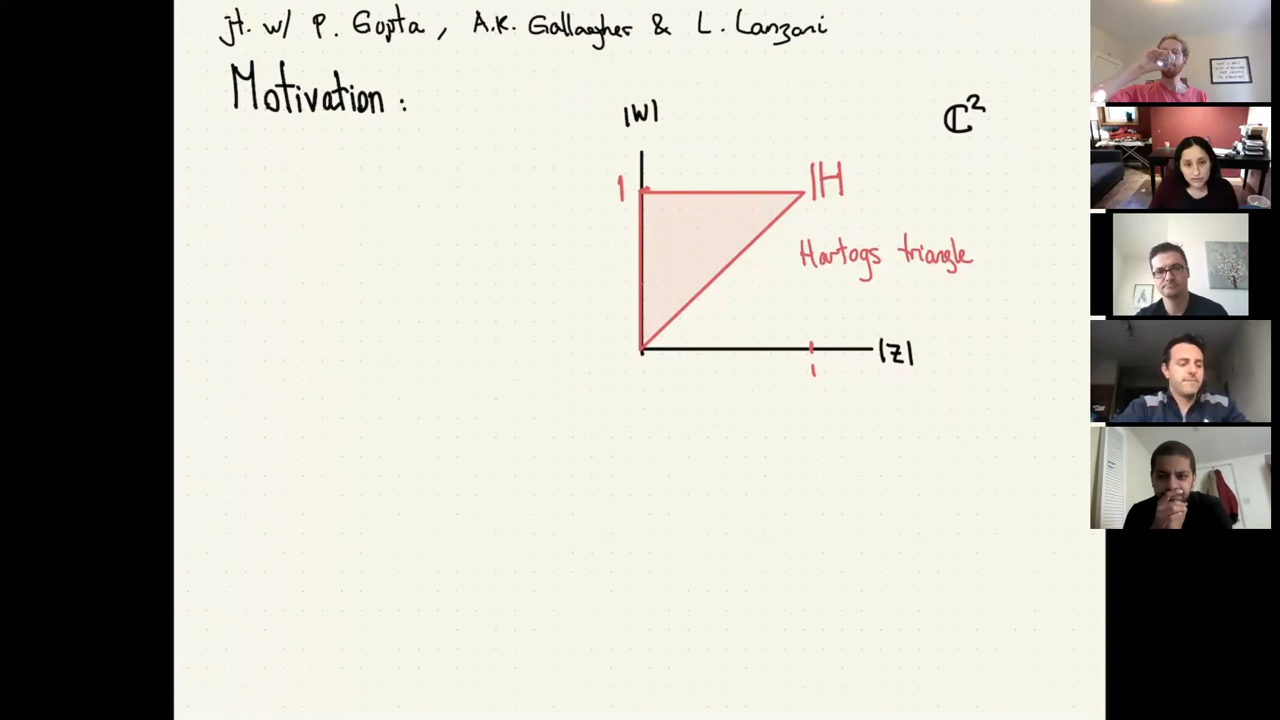 jt. w/ P. Gupta, A.K. Gallagher & L. Lanzani
Motivation:
|W|
ℂ²
1
ℍ
Hartogs triangle
|Z|
1